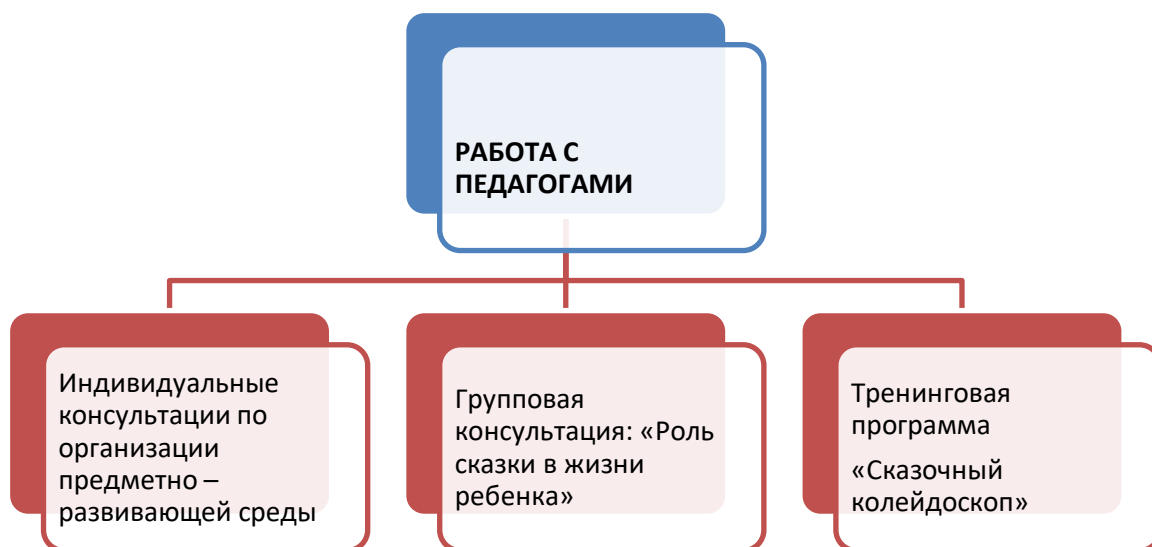 РАБОТА С
ПЕДАГОГАМИ
Индивидуальные
консультации по
организации
предметно –
развивающей среды
Групповая
консультация: «Роль
сказки в жизни
ребенка»
Тренинговая
программа
«Сказочный
колейдоскоп»